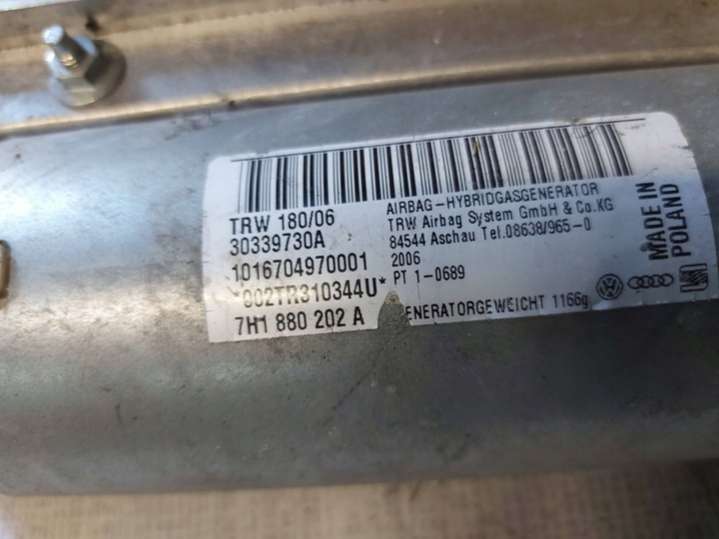 TRW 180/06
30339730A
1016704970001
*002TR310344U*
7H1 880 202 A
AIRBAG-HYBRIDGASGENERATOR
TRW Airbag System GmbH & Co.KG
84544 Aschau Tel.08638/965-0
2006
PT 1-0689
ENERATORGEWEICHT 1166g
MADE IN
POLAND